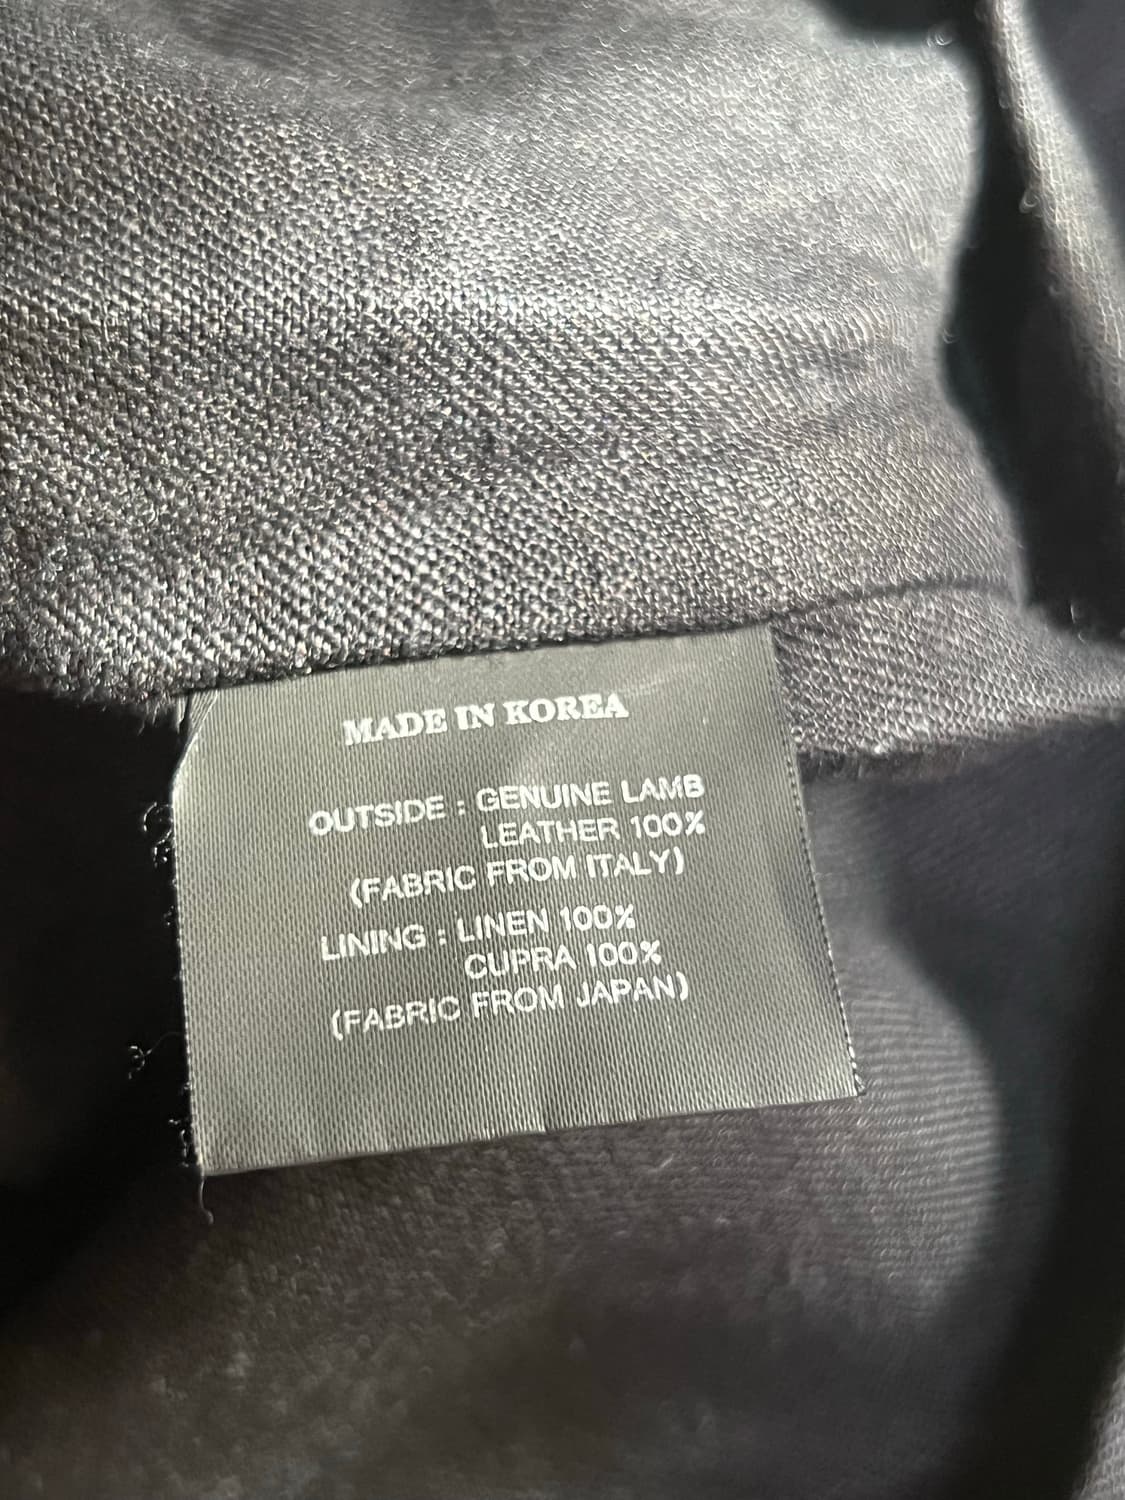 MADE IN KOREA
OUTSIDE : GENUINE LAMB
LEATHER 100%
(FABRIC FROM ITALY)
LINING : LINEN 100%
CUPRA 100%
(FABRIC FROM JAPAN)